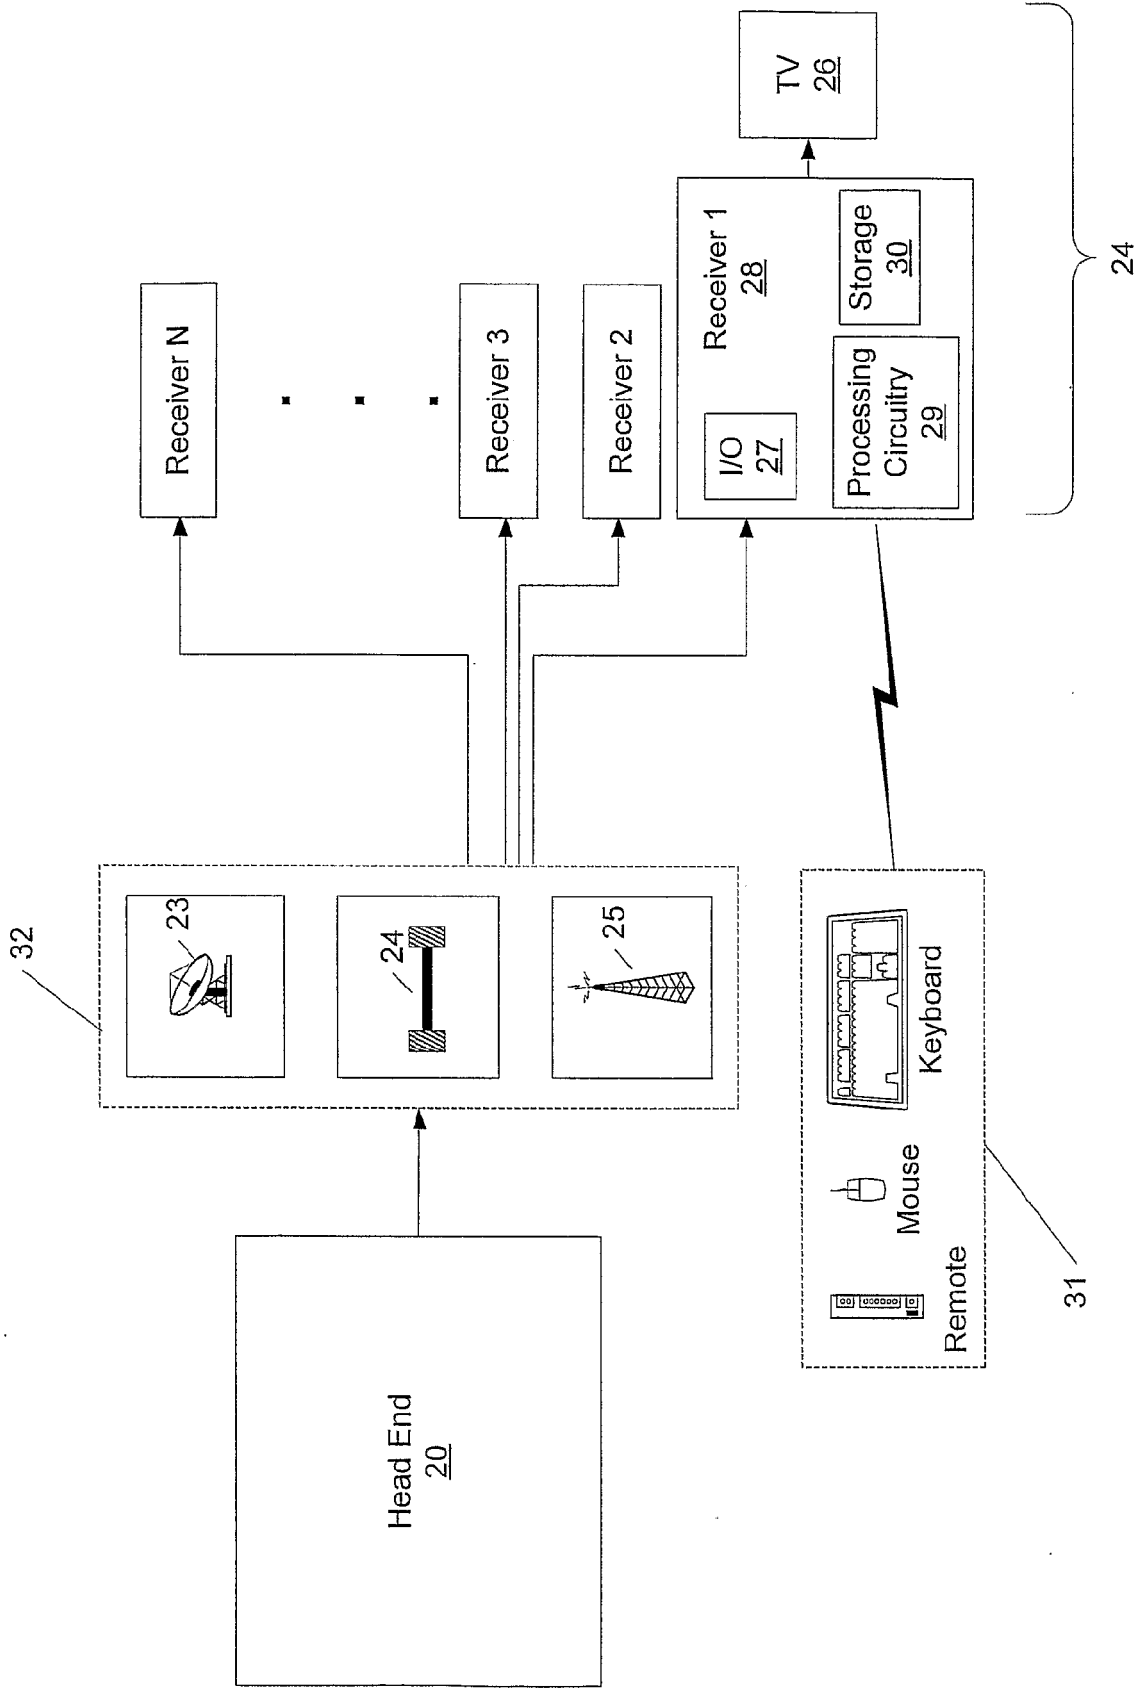 32
23
24
25
Head End
20
Receiver N
Receiver 3
Receiver 2
Receiver 1
28
I/O
27
Processing
Circuitry
29
Storage
30
TV
26
24
Remote
Mouse
Keyboard
31